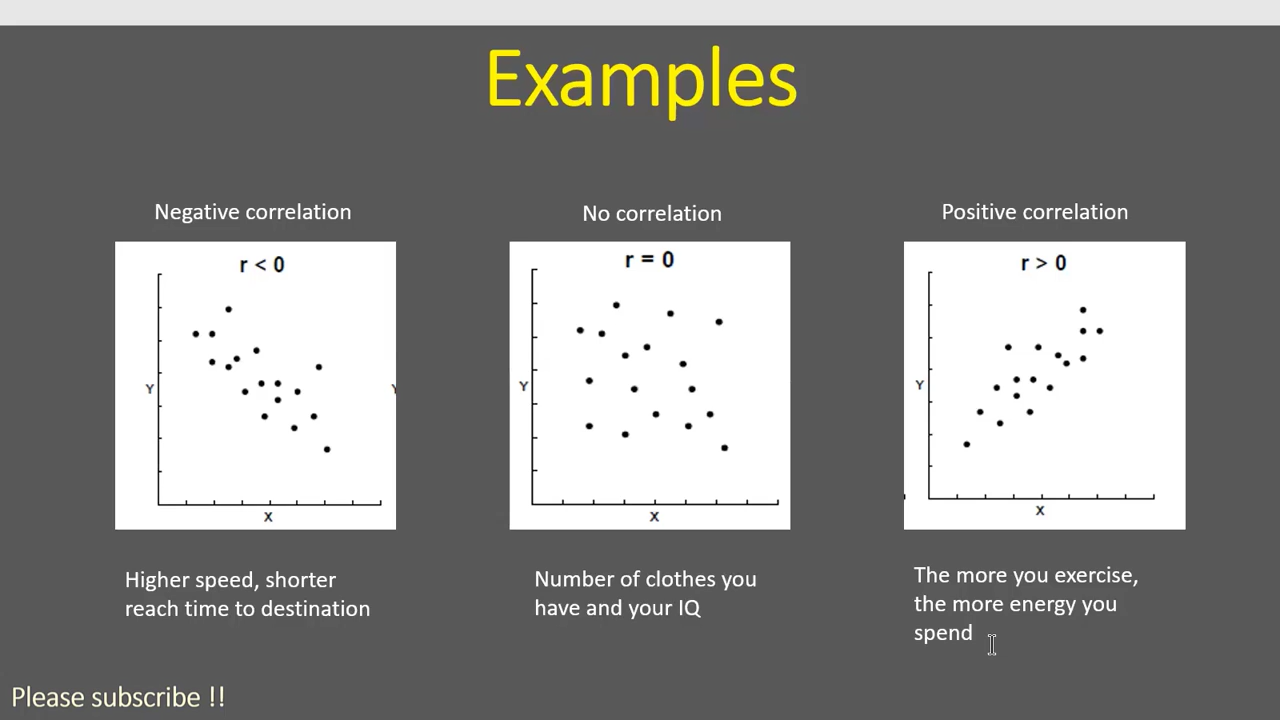 Examples
Negative correlation
No correlation
Positive correlation
r < 0
Y
X
r = 0
Y
X
r > 0
Y
X
Higher speed, shorter
reach time to destination
Number of clothes you
have and your IQ
The more you exercise,
the more energy you
spend
Please subscribe !!